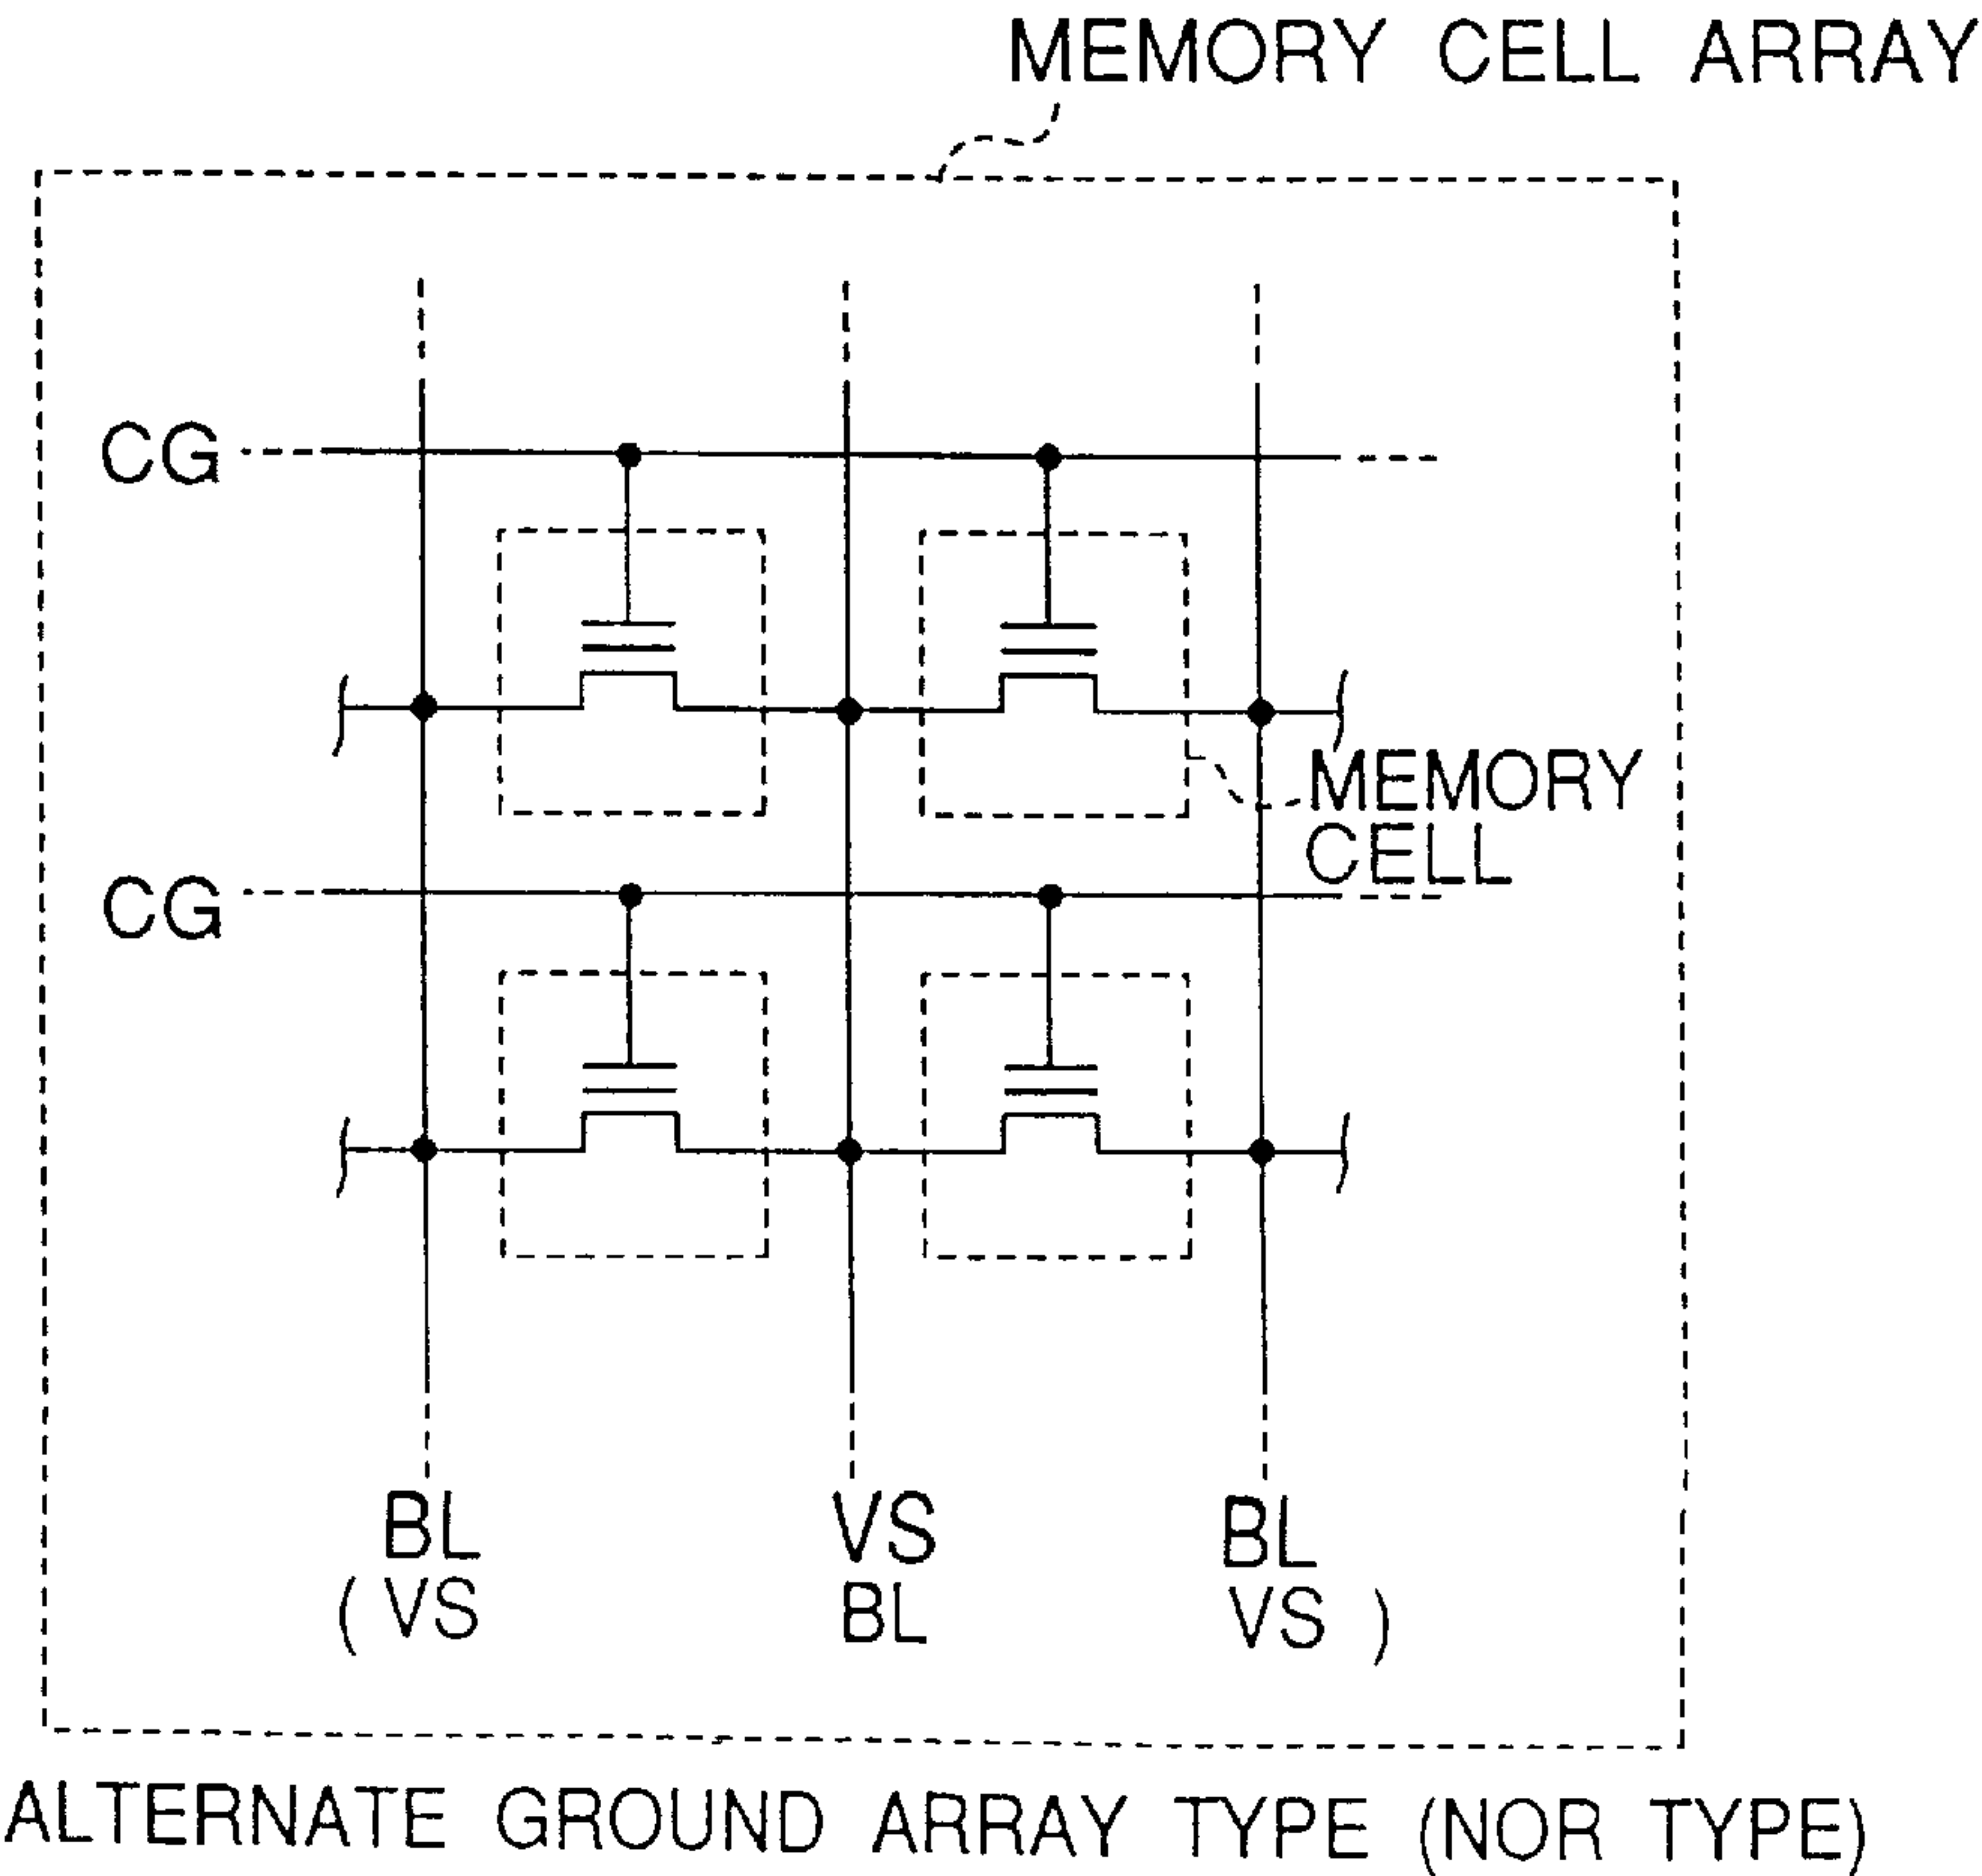 MEMORY CELL ARRAY
CG
MEMORY
CELL
CG
BL VS BL
( VS BL VS )
ALTERNATE GROUND ARRAY TYPE (NOR TYPE)